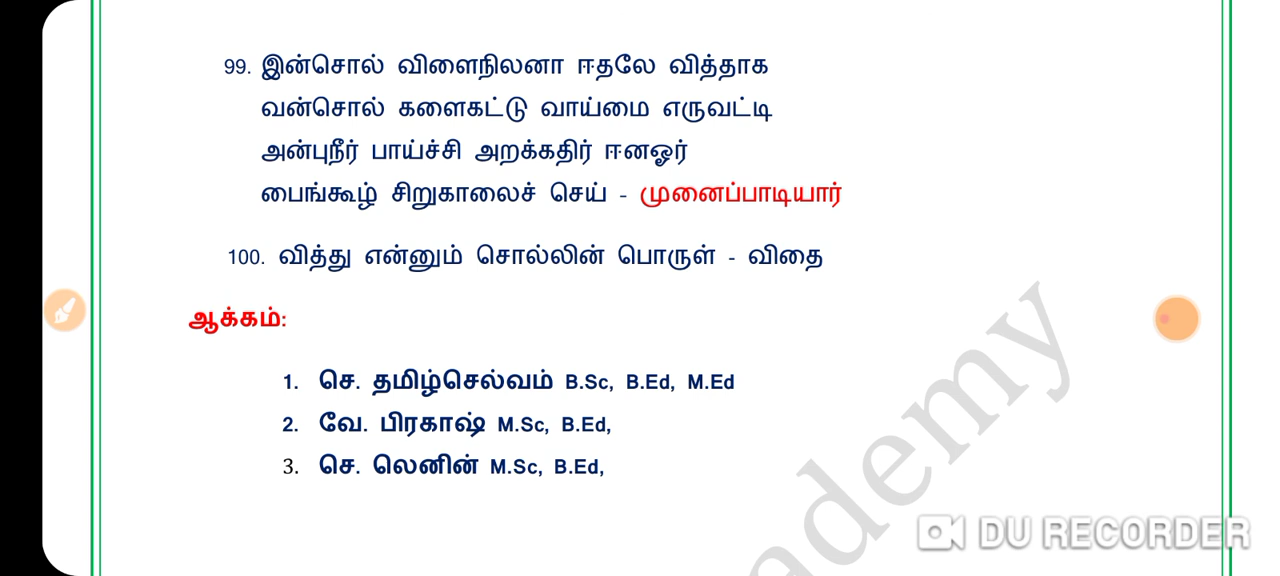 99. இன்சொல் விளைநிலனா ஈதலே வித்தாக
வன்சொல் களைகட்டு வாய்மை எருவட்டி
அன்புநீர் பாய்ச்சி அறக்கதிர் ஈனஓர்
பைங்கூழ் சிறுகாலைச் செய் - முனைப்பாடியார்
100. வித்து என்னும் சொல்லின் பொருள் - விதை
ஆக்கம்:
1. செ. தமிழ்செல்வம் B.Sc, B.Ed, M.Ed
2. வே. பிரகாஷ் M.Sc, B.Ed,
3. செ. லெனின் M.Sc, B.Ed,
ademy
DU RECORDER